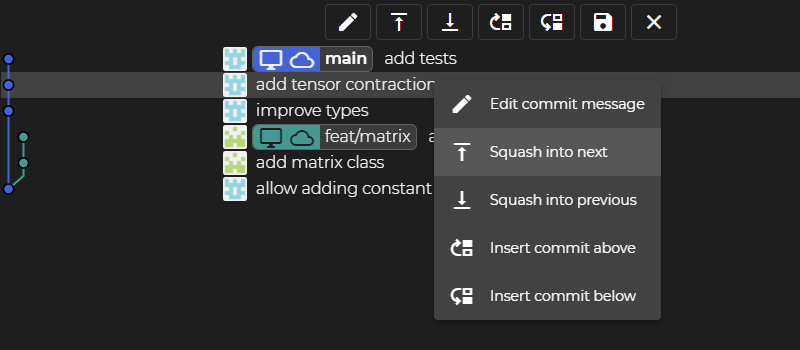 main add tests
add tensor contraction
improve types
feat/matrix
add matrix class
allow adding constant
Edit commit message
Squash into next
Squash into previous
Insert commit above
Insert commit below